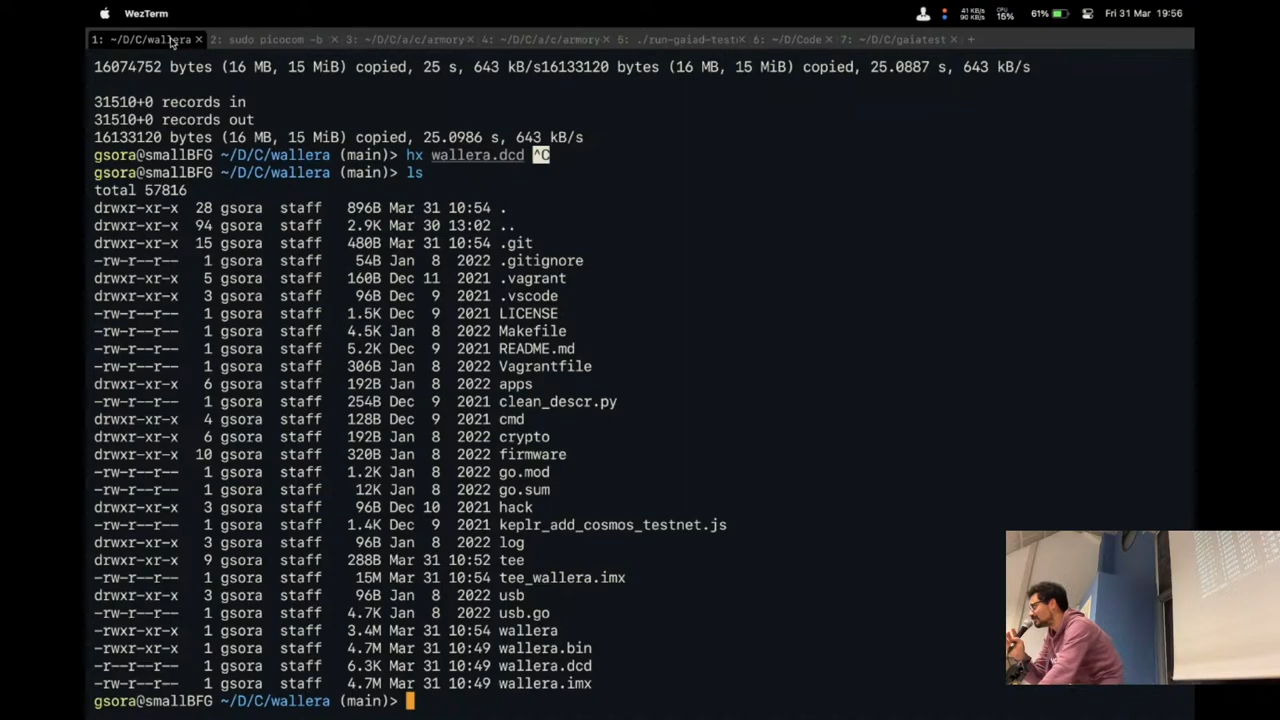 WezTerm 41 KB/s 90 KB/s CPU 15% 61% Fri 31 Mar 19:56
1: ~/D/C/wallera × 2: sudo picocom -b × 3: ~/D/C/a/c/armory × 4: ~/D/C/a/c/armory × 5: ./run-gaiad-test × 6: ~/D/Code × 7: ~/D/C/gaiatest × +
16074752 bytes (16 MB, 15 MiB) copied, 25 s, 643 kB/s16133120 bytes (16 MB, 15 MiB) copied, 25.0887 s, 643 kB/s
31510+0 records in
31510+0 records out
16133120 bytes (16 MB, 15 MiB) copied, 25.0986 s, 643 kB/s
gsora@smallBFG ~/D/C/wallera (main)> hx wallera.dcd ^C
gsora@smallBFG ~/D/C/wallera (main)> ls
total 57816
drwxr-xr-x 28 gsora staff 896B Mar 31 10:54 .
drwxr-xr-x 94 gsora staff 2.9K Mar 30 13:02 ..
drwxr-xr-x 15 gsora staff 480B Mar 31 10:54 .git
-rw-r--r-- 1 gsora staff 54B Jan 8 2022 .gitignore
drwxr-xr-x 5 gsora staff 160B Dec 11 2021 .vagrant
drwxr-xr-x 3 gsora staff 96B Dec 9 2021 .vscode
-rw-r--r-- 1 gsora staff 1.5K Dec 9 2021 LICENSE
-rw-r--r-- 1 gsora staff 4.5K Jan 8 2022 Makefile
-rw-r--r-- 1 gsora staff 5.2K Dec 9 2021 README.md
-rw-r--r-- 1 gsora staff 306B Jan 8 2022 Vagrantfile
drwxr-xr-x 6 gsora staff 192B Jan 8 2022 apps
-rw-r--r-- 1 gsora staff 254B Dec 9 2021 clean_descr.py
drwxr-xr-x 4 gsora staff 128B Dec 9 2021 cmd
drwxr-xr-x 6 gsora staff 192B Jan 8 2022 crypto
drwxr-xr-x 10 gsora staff 320B Jan 8 2022 firmware
-rw-r--r-- 1 gsora staff 1.2K Jan 8 2022 go.mod
-rw-r--r-- 1 gsora staff 12K Jan 8 2022 go.sum
drwxr-xr-x 3 gsora staff 96B Dec 10 2021 hack
-rw-r--r-- 1 gsora staff 1.4K Dec 9 2021 keplr_add_cosmos_testnet.js
drwxr-xr-x 3 gsora staff 96B Jan 8 2022 log
drwxr-xr-x 9 gsora staff 288B Mar 31 10:52 tee
-rw-r--r-- 1 gsora staff 15M Mar 31 10:54 tee_wallera.imx
drwxr-xr-x 3 gsora staff 96B Jan 8 2022 usb
-rw-r--r-- 1 gsora staff 4.7K Jan 8 2022 usb.go
-rwxr-xr-x 1 gsora staff 3.4M Mar 31 10:54 wallera
-rwxr-xr-x 1 gsora staff 4.7M Mar 31 10:49 wallera.bin
-r--r--r-- 1 gsora staff 6.3K Mar 31 10:49 wallera.dcd
-rw-r--r-- 1 gsora staff 4.7M Mar 31 10:49 wallera.imx
gsora@smallBFG ~/D/C/wallera (main)>